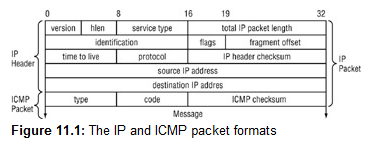 0 8 16 19 32
version hlen service type total IP packet length
identification flags fragment offset
IP Header
time to live protocol IP header checksum
IP Packet
source IP address
destination IP addres
ICMP Packet
type code ICMP checksum
Message
Figure 11.1: The IP and ICMP packet formats